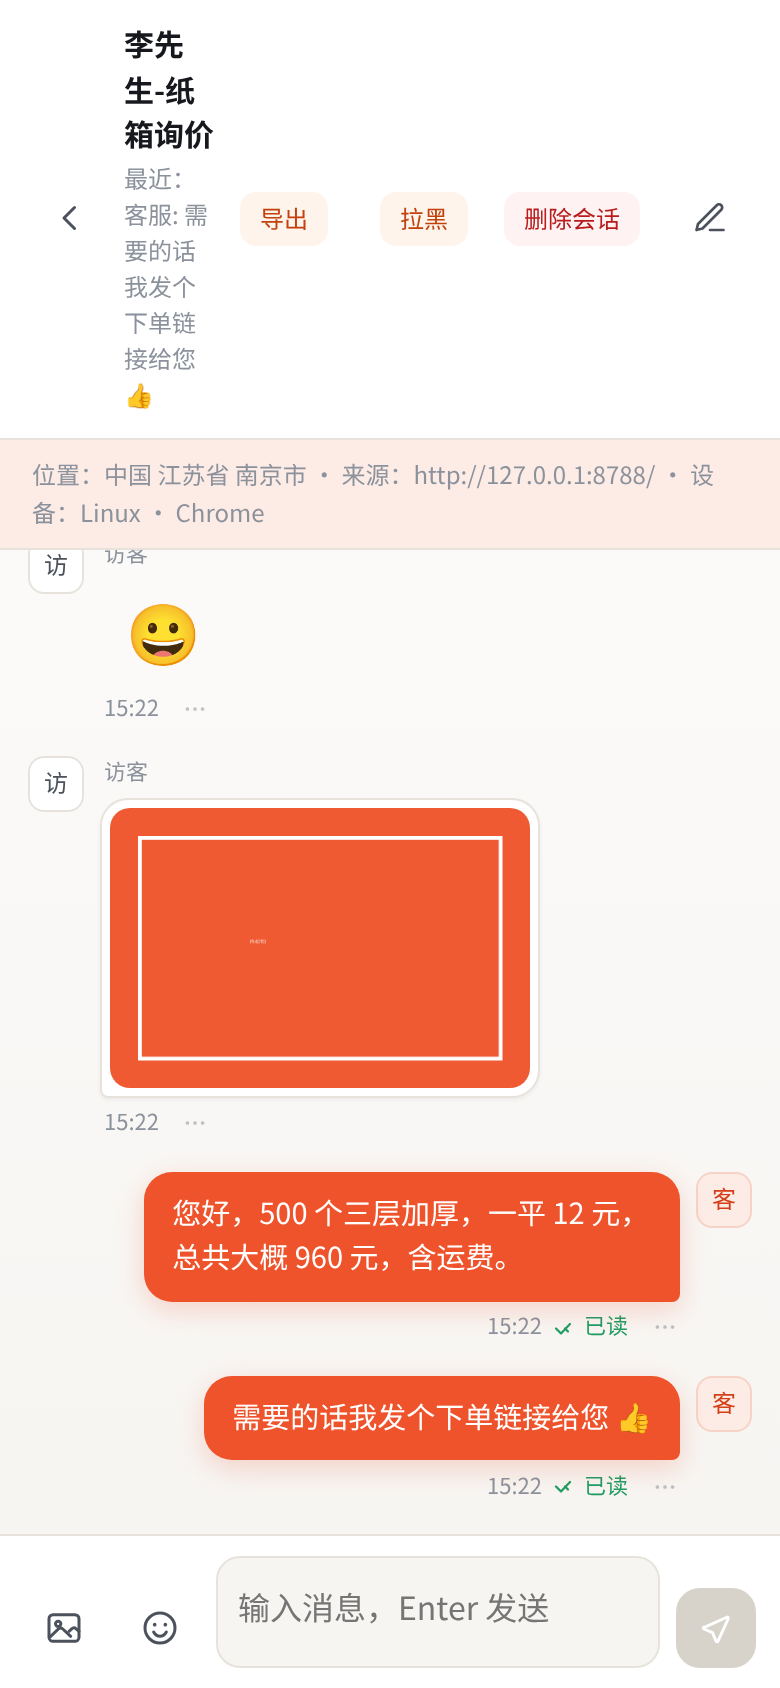 李先
生-纸
箱询价
最近：
客服: 需
要的话
我发个
下单链
接给您
👍
导出
拉黑
删除会话
位置：中国 江苏省 南京市 · 来源：http://127.0.0.1:8788/ · 设
备：Linux · Chrome
访
访客
😀
15:22 ···
访
访客
15:22 ···
您好，500 个三层加厚，一平 12 元，
总共大概 960 元，含运费。
客
15:22 已读 ···
需要的话我发个下单链接给您 👍
客
15:22 已读 ···
输入消息，Enter 发送